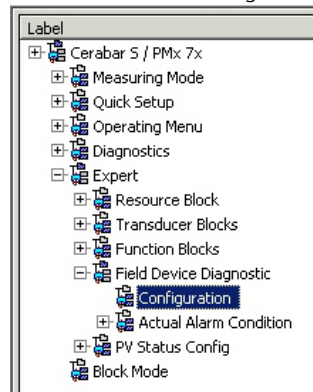 Label
Cerabar S / PMx 7x
Measuring Mode
Quick Setup
Operating Menu
Diagnostics
Expert
Resource Block
Transducer Blocks
Function Blocks
Field Device Diagnostic
Configuration
Actual Alarm Condition
PV Status Config
Block Mode